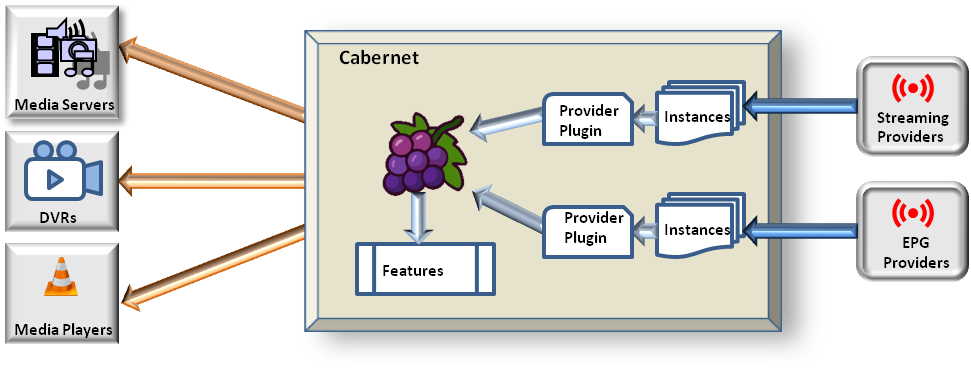 Cabernet
Media Servers
DVRs
Media Players
Provider
Plugin
Instances
Provider
Plugin
Instances
Features
Streaming
Providers
EPG
Providers